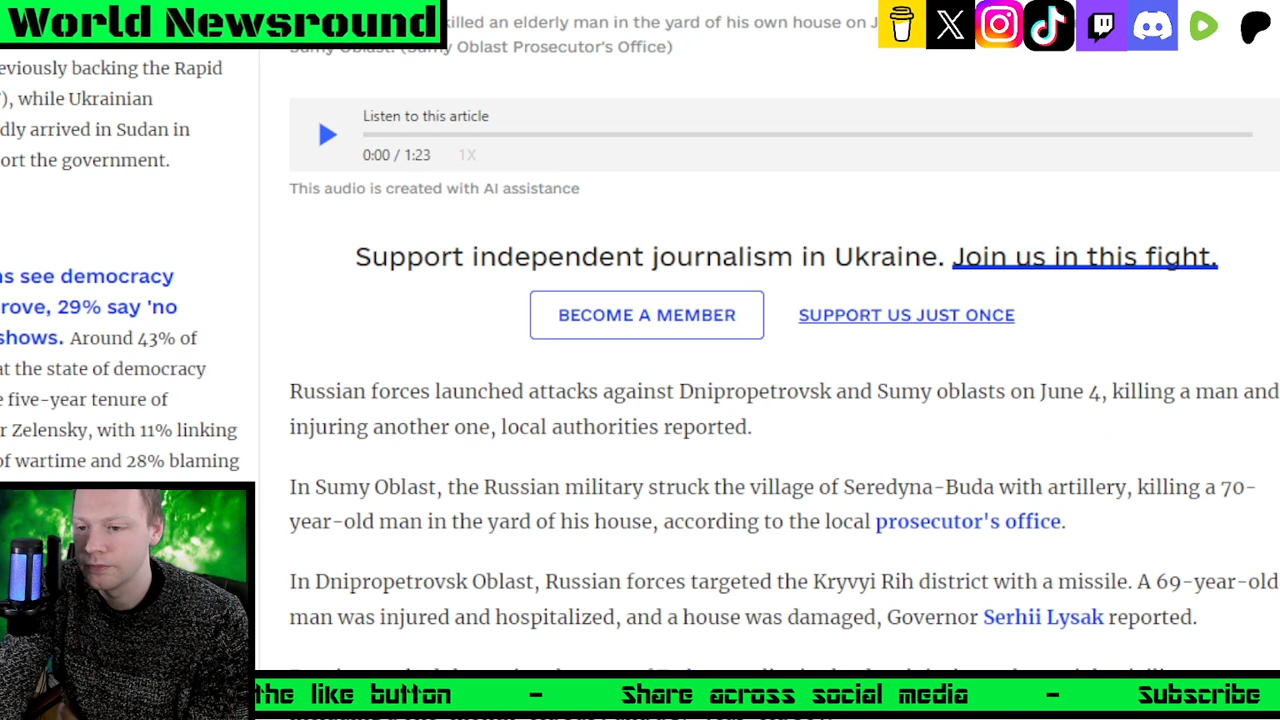 World Newsround
killed an elderly man in the yard of his own house on J
Sumy Oblast. (Sumy Oblast Prosecutor's Office)
eviously backing the Rapid
), while Ukrainian
dly arrived in Sudan in
ort the government.
Listen to this article
0:00 / 1:23 1X
This audio is created with AI assistance
Support independent journalism in Ukraine. Join us in this fight.
BECOME A MEMBER SUPPORT US JUST ONCE
ns see democracy
rove, 29% say 'no
shows. Around 43% of
at the state of democracy
e five-year tenure of
r Zelensky, with 11% linking
of wartime and 28% blaming
Russian forces launched attacks against Dnipropetrovsk and Sumy oblasts on June 4, killing a man and
injuring another one, local authorities reported.
In Sumy Oblast, the Russian military struck the village of Seredyna-Buda with artillery, killing a 70-
year-old man in the yard of his house, according to the local prosecutor's office.
In Dnipropetrovsk Oblast, Russian forces targeted the Kryvyi Rih district with a missile. A 69-year-old
man was injured and hospitalized, and a house was damaged, Governor Serhii Lysak reported.
the like button - Share across social media - Subscribe